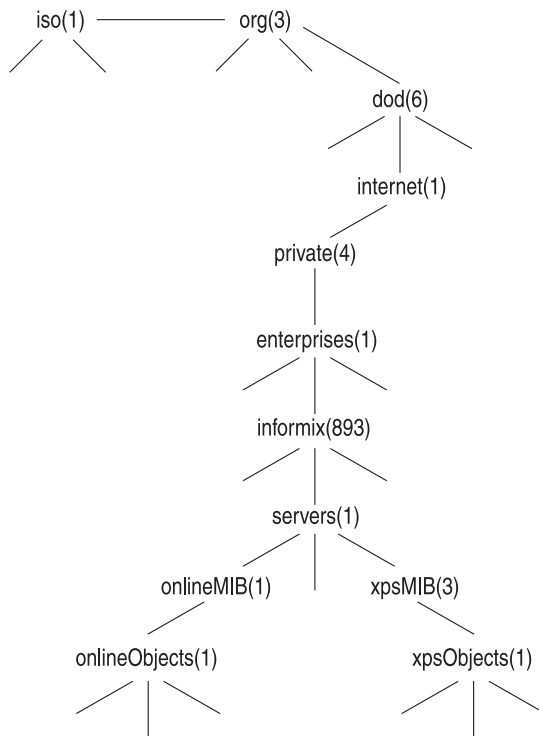 iso(1) org(3)
dod(6)
internet(1)
private(4)
enterprises(1)
informix(893)
servers(1)
onlineMIB(1) xpsMIB(3)
onlineObjects(1) xpsObjects(1)